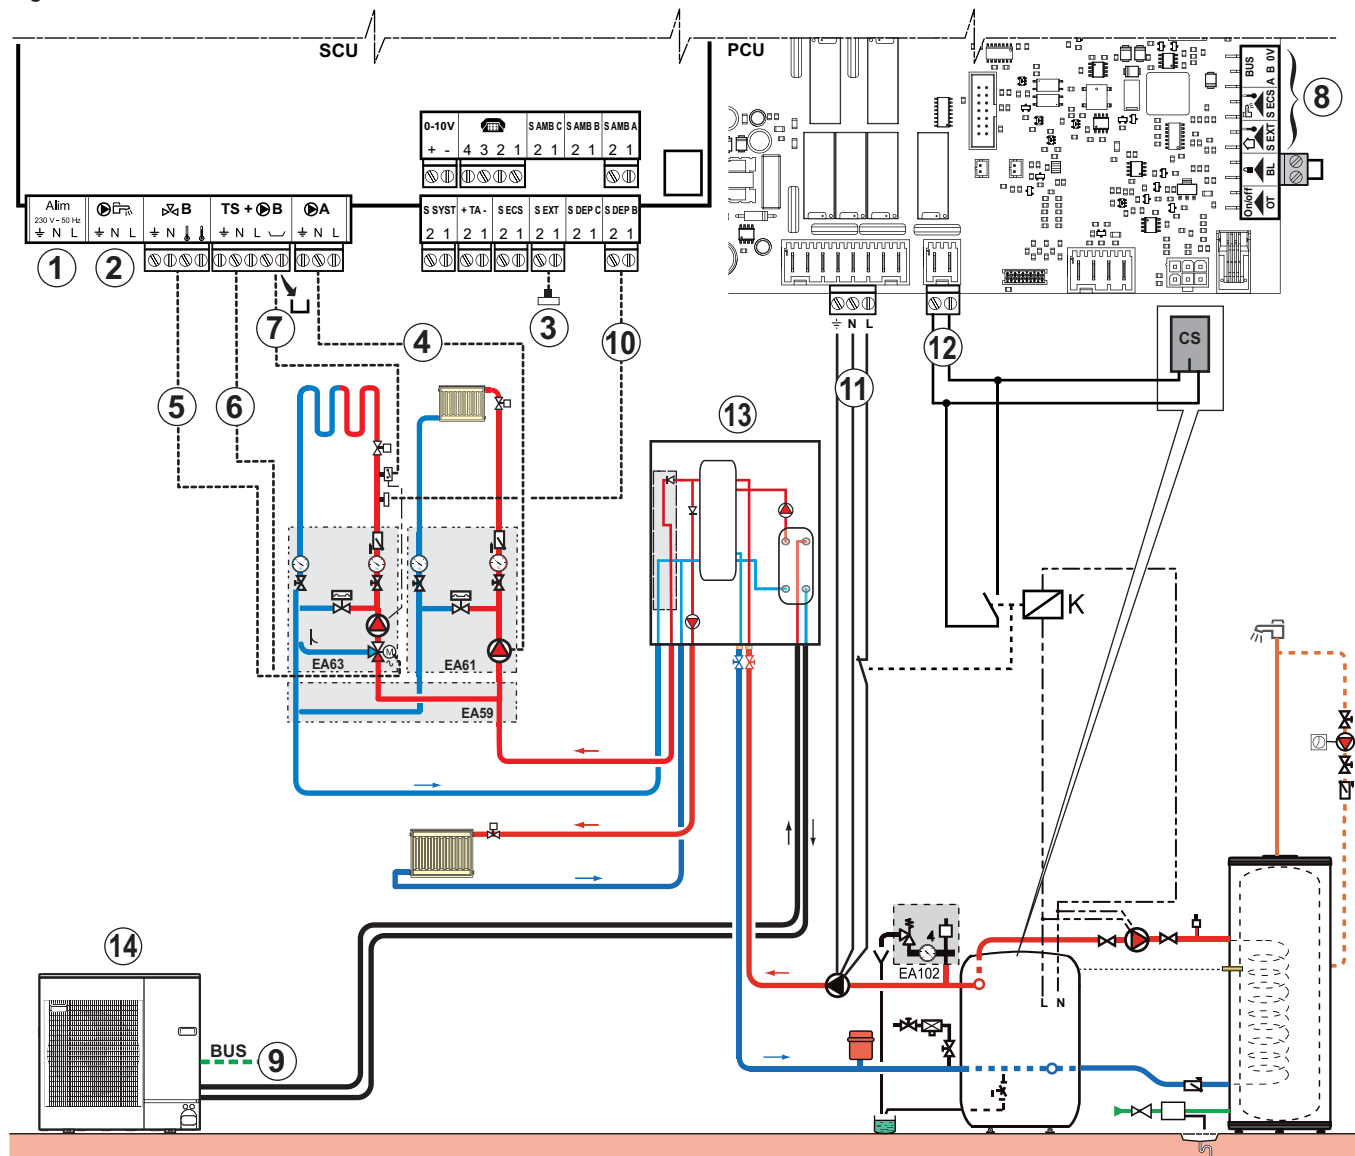 SCU
PCU
0-10V
S AMB C S AMB B S AMB A
+ - 4 3 2 1 2 1 2 1 2 1
Alim
230 V - 50 Hz
N L
N L
B
N
TS + B
N L
A
N L
S SYST + TA - S ECS S EXT S DEP C S DEP B
2 1 2 1 2 1 2 1 2 1 2 1
BUS
A B 0V
S ECS
S EXT
BL
On/off
OT
8
1
2
3
4
5
6
7
10
11
12
N L
CS
13
EA63
EA61
EA59
M
K
4
EA102
L N
14
BUS
9